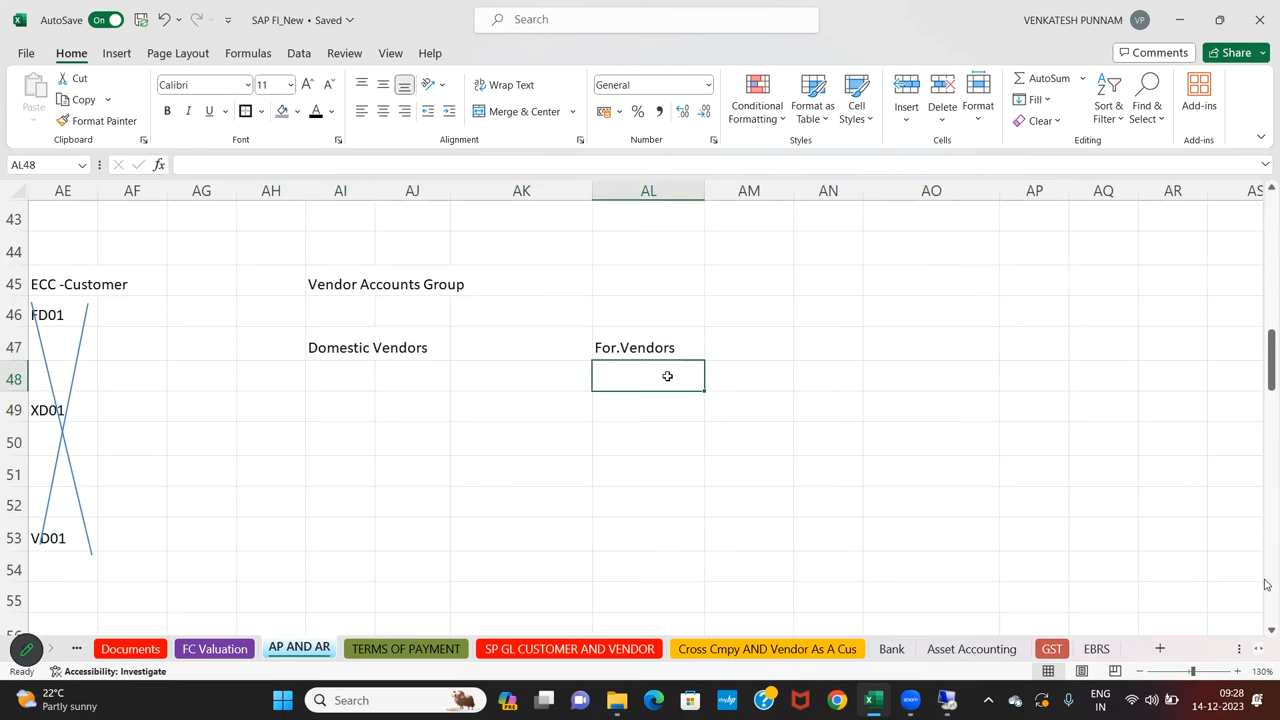 AutoSave On SAP FI_New • Saved Search VENKATESH PUNNAM VP
File Home Insert Page Layout Formulas Data Review View Help Comments Share
Paste Cut Copy Format Painter
Calibri 11
B I U
Wrap Text
Merge & Center
General
Conditional Formatting
Format as Table
Cell Styles
Insert Delete Format
AutoSum
Fill
Clear
Sort & Filter
Find & Select
Add-ins
Clipboard Font Alignment Number Styles Cells Editing Add-ins
AL48 fx
AE AF AG AH AI AJ AK AL AM AN AO AP AQ AR AS
43
44
45 ECC -Customer Vendor Accounts Group
46 FD01
47 Domestic Vendors For.Vendors
48
49 XD01
50
51
52
53 VD01
54
55
Documents FC Valuation AP AND AR TERMS OF PAYMENT SP GL CUSTOMER AND VENDOR Cross Cmpy AND Vendor As A Cus Bank Asset Accounting GST EBRS
Ready Accessibility: Investigate 130%
22°C
Partly sunny
Search
zoom
ENG
IN
09:28
14-12-2023